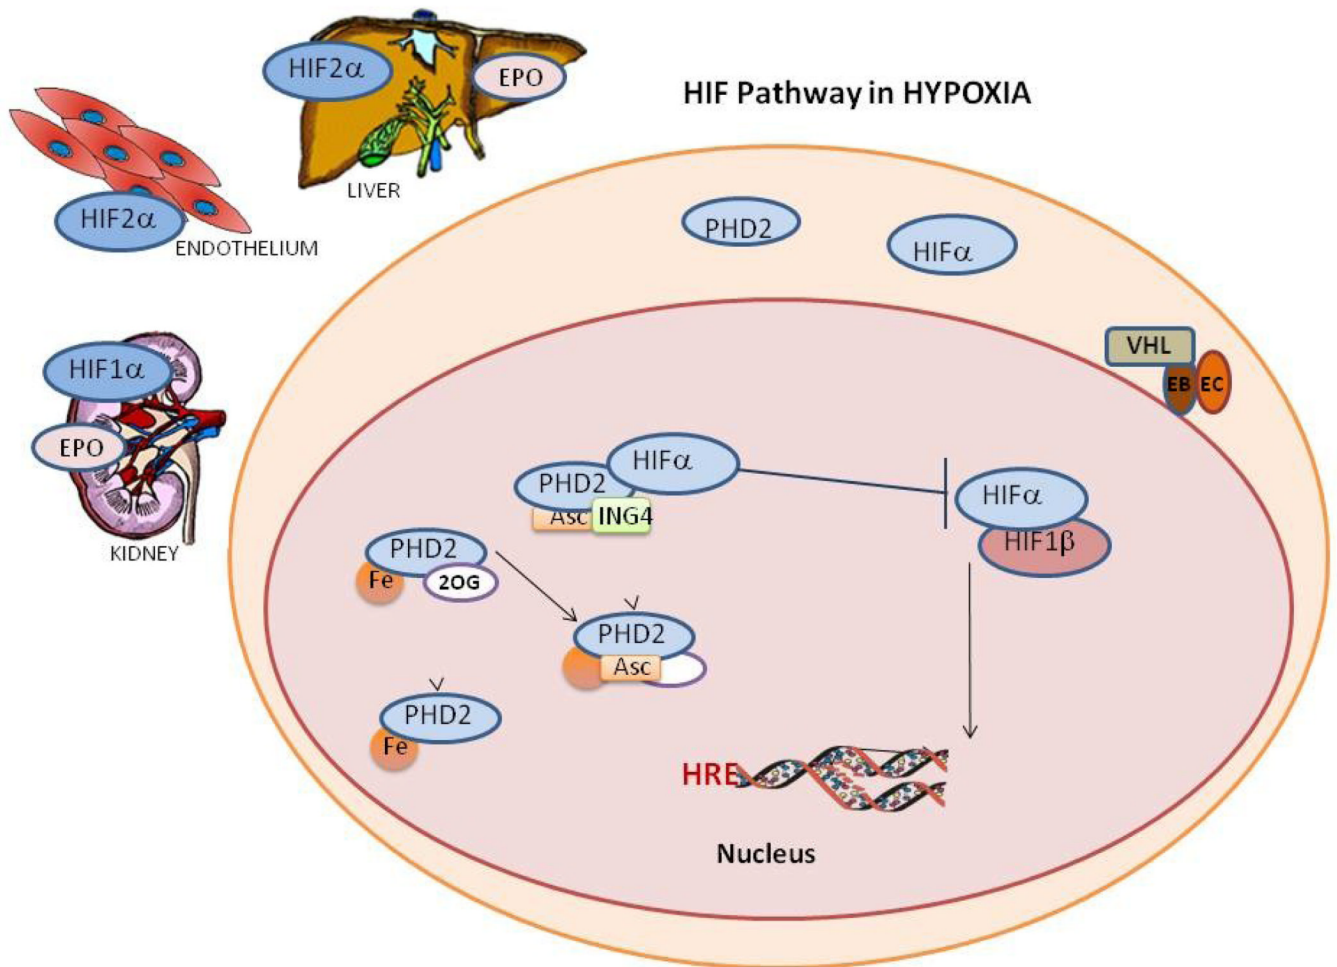 HIF2α
EPO
LIVER
HIF Pathway in HYPOXIA
HIF2α
ENDOTHELIUM
PHD2
HIFα
HIF1α
EPO
KIDNEY
VHL
EB
EC
HIFα
PHD2
Asc
ING4
HIFα
HIF1β
PHD2
Fe
2OG
PHD2
Asc
PHD2
Fe
HRE
Nucleus